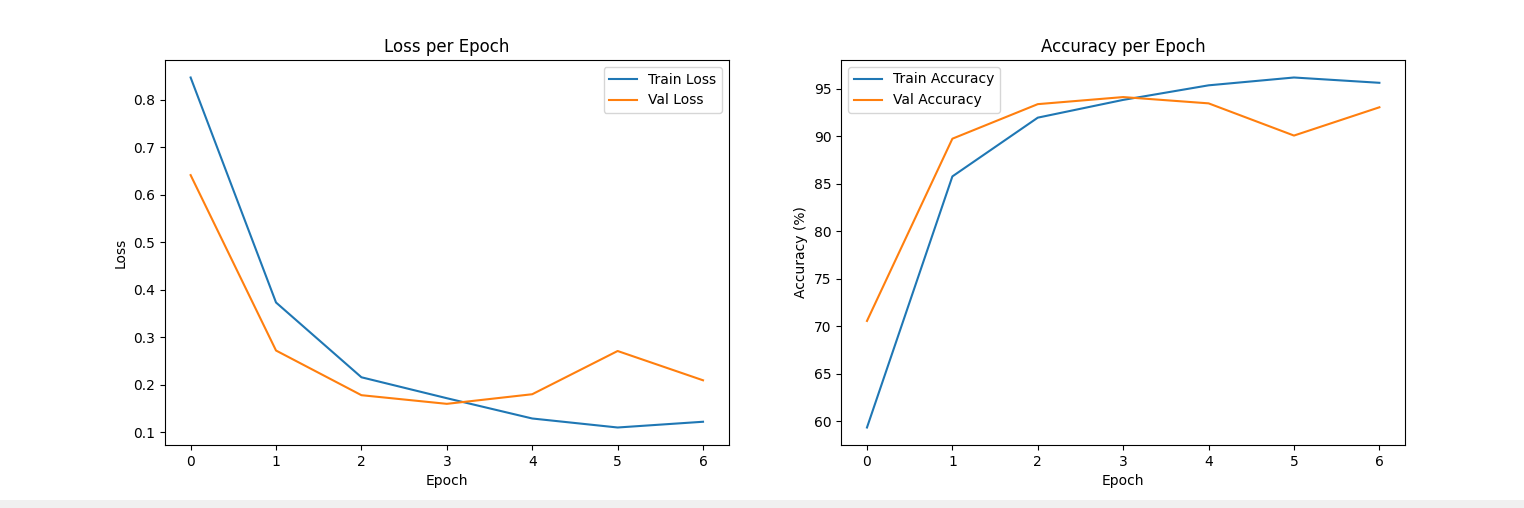 Loss per Epoch
Train Loss
Val Loss
Loss
0.8
0.7
0.6
0.5
0.4
0.3
0.2
0.1
0 1 2 3 4 5 6
Epoch
Accuracy per Epoch
Train Accuracy
Val Accuracy
Accuracy (%)
95
90
85
80
75
70
65
60
0 1 2 3 4 5 6
Epoch